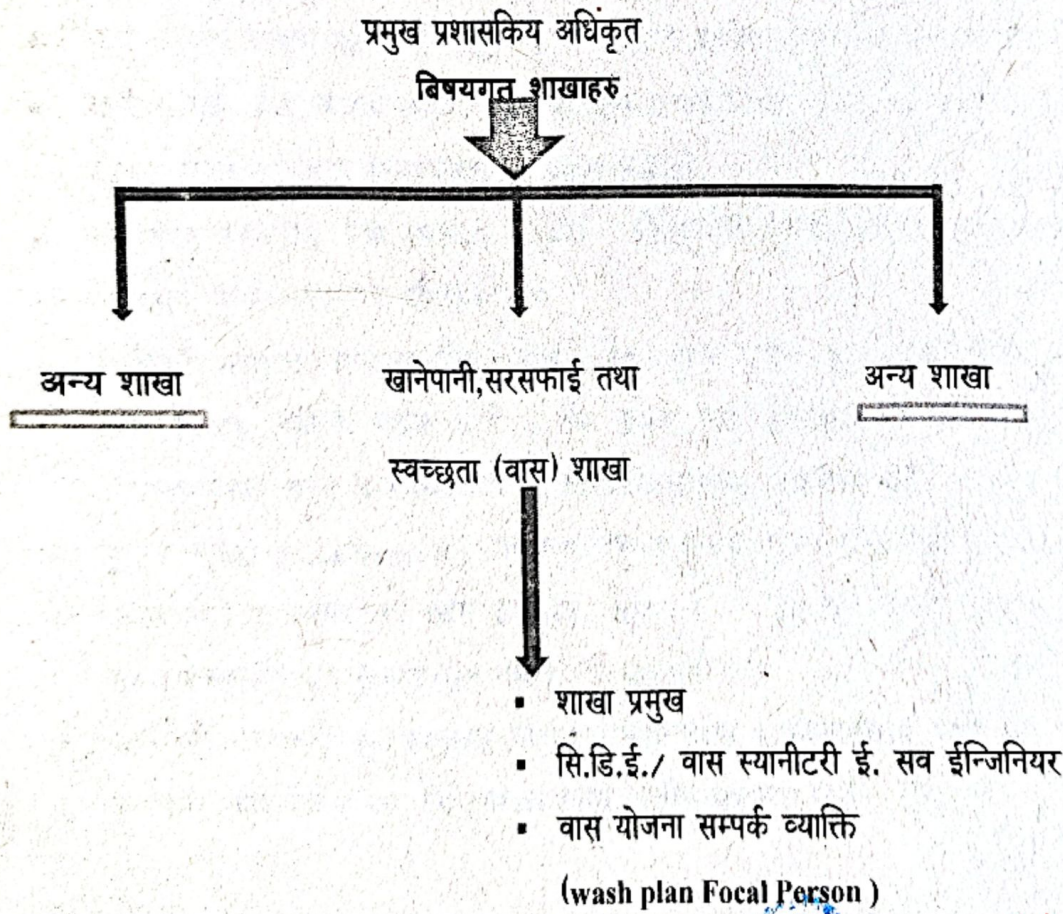 प्रमुख प्रशासकिय अधिकृत
बिषयगत शाखाहरु
अन्य शाखा
खानेपानी,सरसफाई तथा
अन्य शाखा
स्वच्छता (वास) शाखा
▪ शाखा प्रमुख
▪ सि.डि.ई./ वास स्यानीटरी ई. सव ईन्जिनियर
▪ वास योजना सम्पर्क व्याक्ति
(wash plan Focal Person )